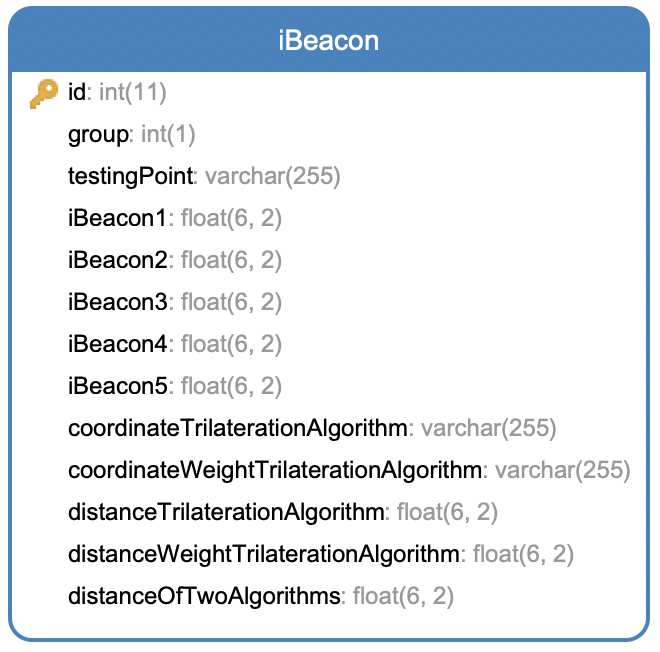 iBeacon
id: int(11)
group: int(1)
testingPoint: varchar(255)
iBeacon1: float(6, 2)
iBeacon2: float(6, 2)
iBeacon3: float(6, 2)
iBeacon4: float(6, 2)
iBeacon5: float(6, 2)
coordinateTrilaterationAlgorithm: varchar(255)
coordinateWeightTrilaterationAlgorithm: varchar(255)
distanceTrilaterationAlgorithm: float(6, 2)
distanceWeightTrilaterationAlgorithm: float(6, 2)
distanceOfTwoAlgorithms: float(6, 2)